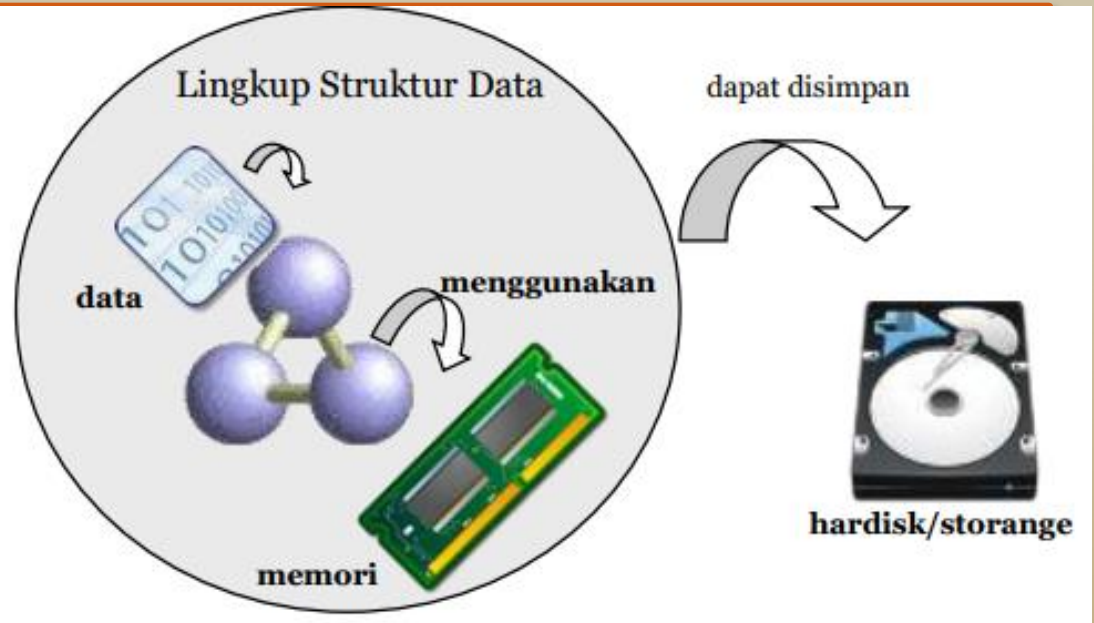 Lingkup Struktur Data
dapat disimpan
data
menggunakan
memori
hardisk/storange